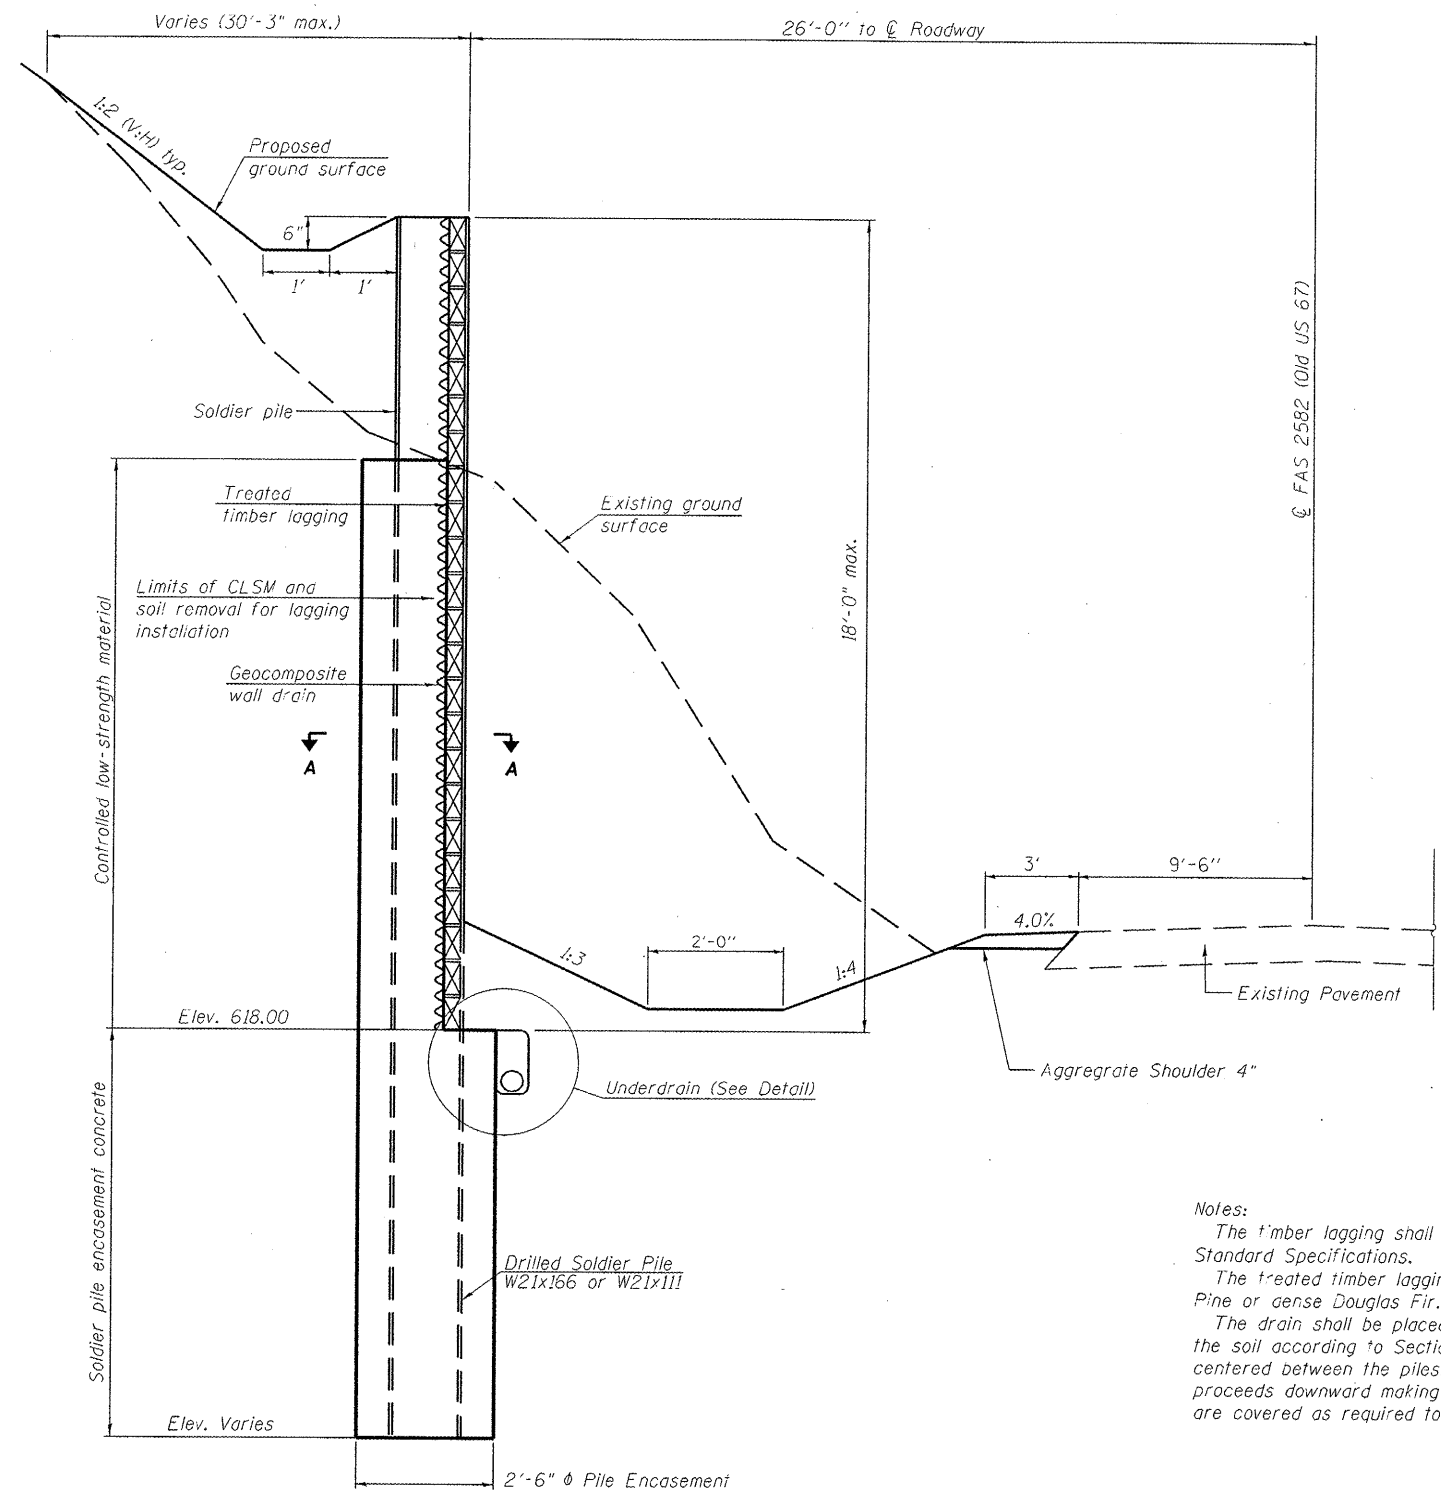 Varies (30'-3" max.)
26'-0" to ℄ Roadway
1:2 (V:H) typ.
Proposed
ground surface
6"
1'
1'
℄ FAS 2582 (Old US 67)
Soldier pile
Treated
timber lagging
Existing ground
surface
18'-0" max.
Limits of CLSM and
soil removal for lagging
installation
Controlled low-strength material
Geocomposite
wall drain
A
A
3'
9'-6"
4.0%
2'-0"
1:3
1:4
Existing Pavement
Elev. 618.00
Aggregrate Shoulder 4"
Underdrain (See Detail)
Soldier pile encasement concrete
Notes:
The timber lagging shall
Standard Specifications.
The treated timber laggin
Pine or dense Douglas Fir.
The drain shall be placed
the soil according to Sectio
centered between the piles
proceeds downward making
are covered as required to
Drilled Soldier Pile
W21x166 or W21x111
Elev. Varies
2'-6" ϕ Pile Encasement